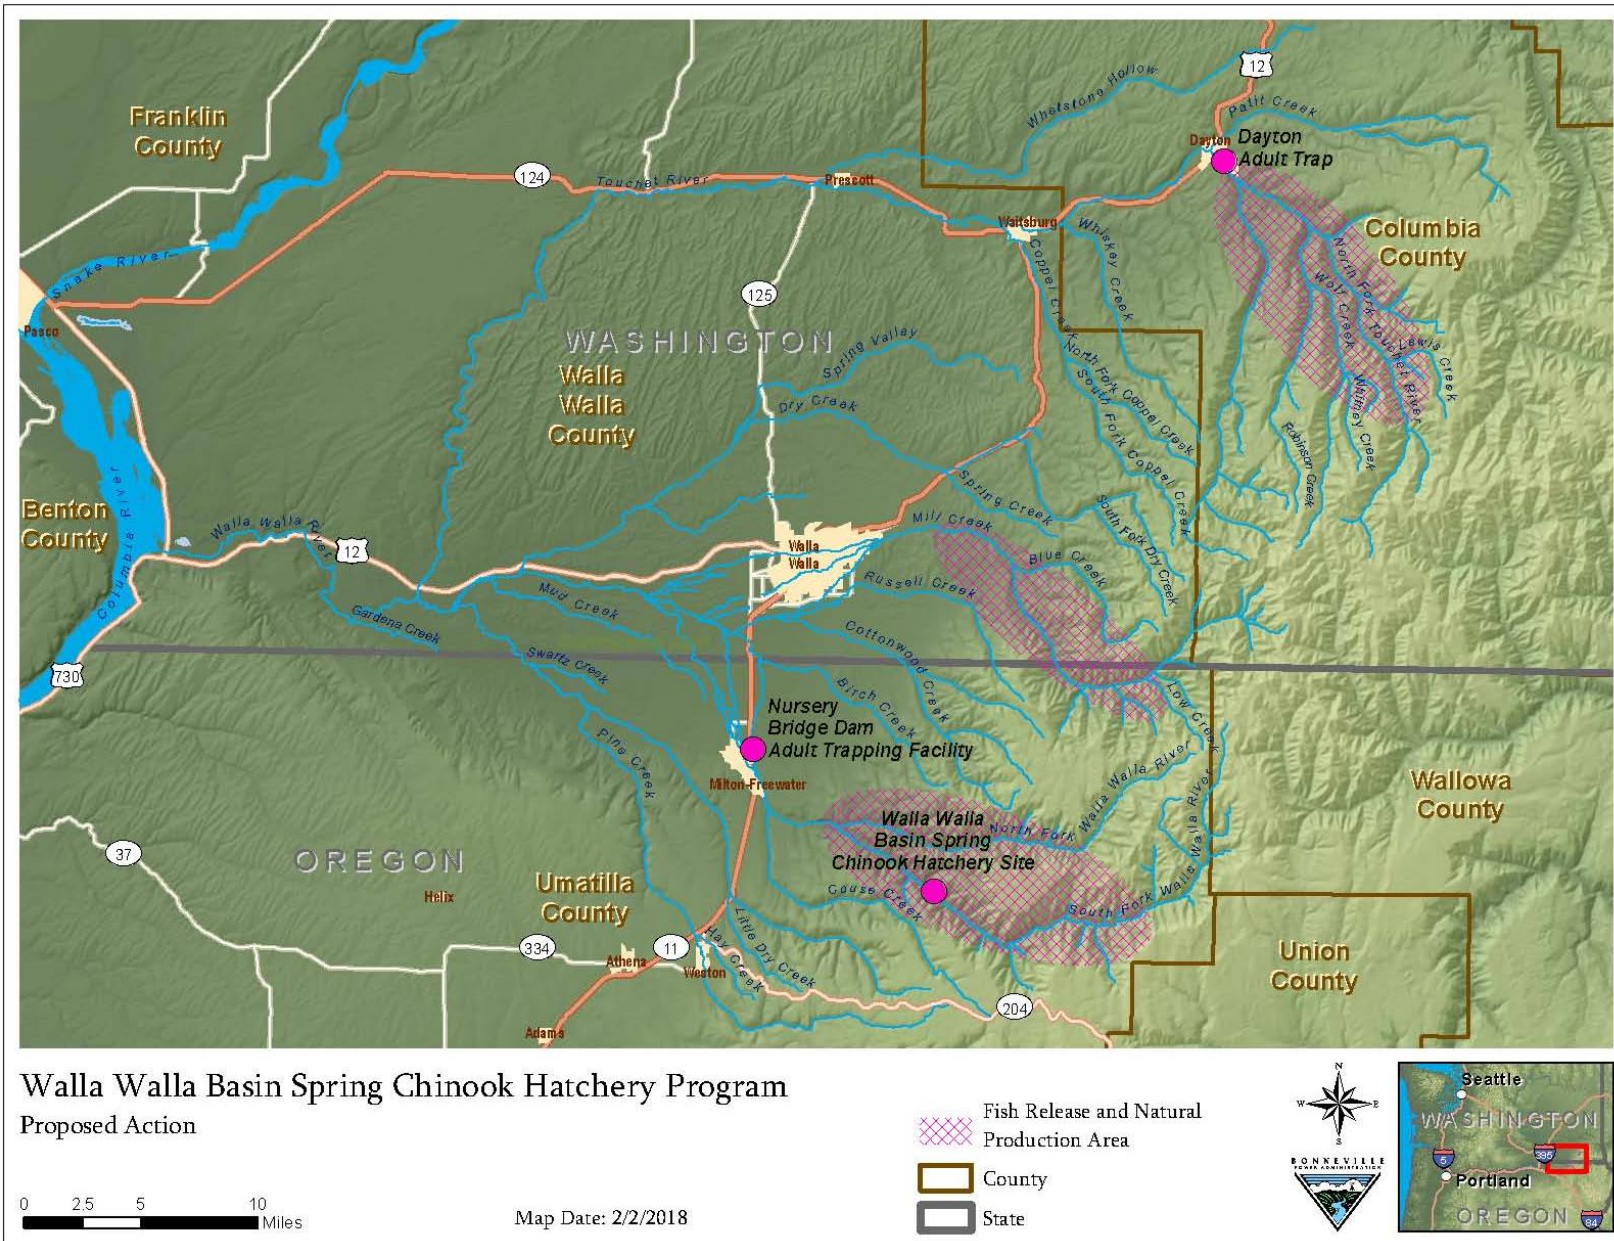 12
Whetstone Hollow
Patit Creek
Franklin
County
Dayton
Dayton
Adult Trap
124
Touchet River
Prescott
Waitsburg
Whiskey Creek
Columbia
County
Coppei Creek
North Fork Touchet River
Wolf Creek
Lewis Creek
Whitney Creek
Robinson Creek
Snake River
Pasco
125
WASHINGTON
Spring Valley
Walla
Walla
County
Dry Creek
North Fork Coppei Creek
South Fork Coppei Creek
Benton
County
Columbia River
Walla Walla River
12
Spring Creek
South Fork Dry Creek
Mill Creek
Walla
Walla
Blue Creek
Russell Creek
Mud Creek
Gardena Creek
Cottonwood Creek
Swartz Creek
730
Birch Creek
Low Creek
Nursery
Bridge Dam
Adult Trapping Facility
Pine Creek
Milton-Freewater
Wallowa
County
Walla Walla
Basin Spring
Chinook Hatchery Site
North Fork Walla Walla River
South Fork Walla Walla River
Couse Creek
37
OREGON
Helix
Umatilla
County
334
11
Athena
Weston
Hay Creek
Little Dry Creek
Union
County
204
Adams
Walla Walla Basin Spring Chinook Hatchery Program
Proposed Action
0 2.5 5 10
Miles
Map Date: 2/2/2018
Fish Release and Natural
Production Area
County
State
N
W E
S
BONNEVILLE
POWER ADMINISTRATION
Seattle
WASHINGTON
5
395
Portland
OREGON
84